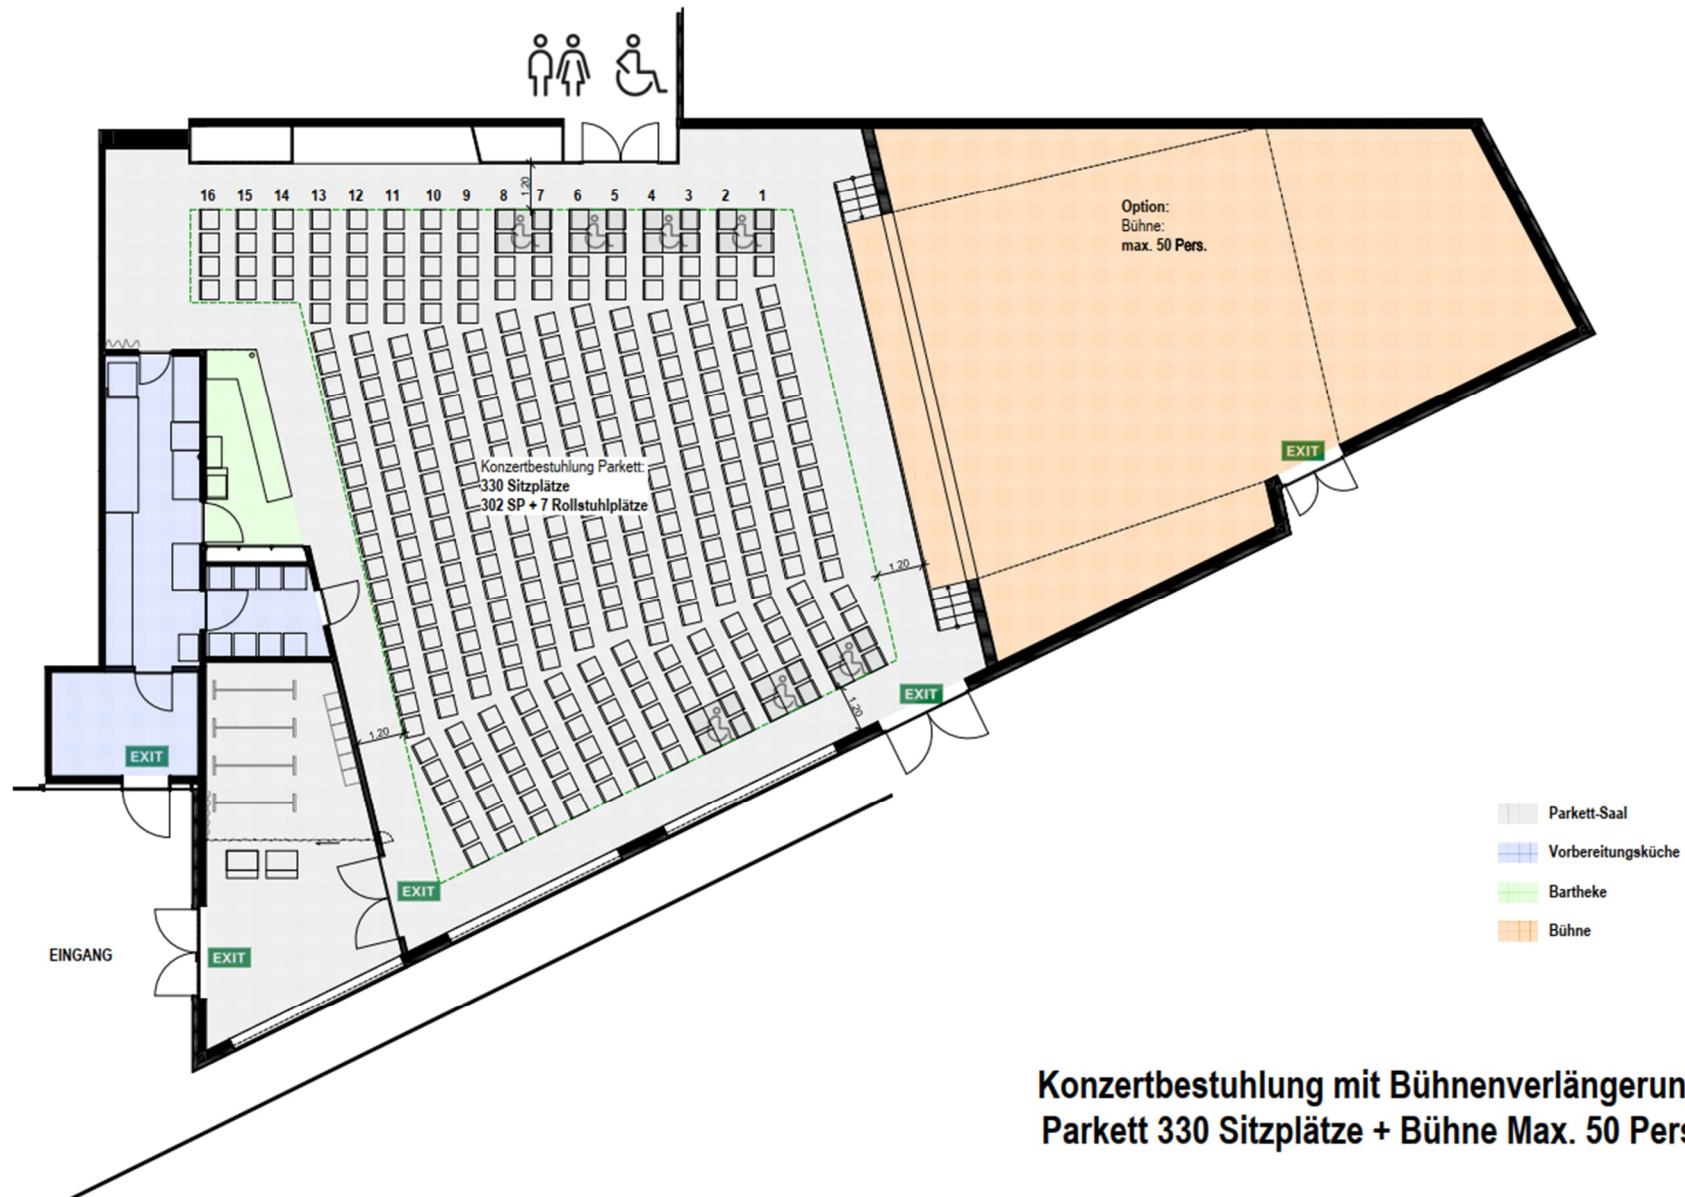 1.20
16 15 14 13 12 11 10 9 8 7 6 5 4 3 2 1
Option:
Bühne:
max. 50 Pers.
EXIT
Konzertbestuhlung Parkett:
330 Sitzplätze
302 SP + 7 Rollstuhlplätze
1.20
EXIT
1.20
1.20
EXIT
EXIT
EINGANG
EXIT
Parkett-Saal
Vorbereitungsküche
Bartheke
Bühne
Konzertbestuhlung mit Bühnenverlängerun
Parkett 330 Sitzplätze + Bühne Max. 50 Pers